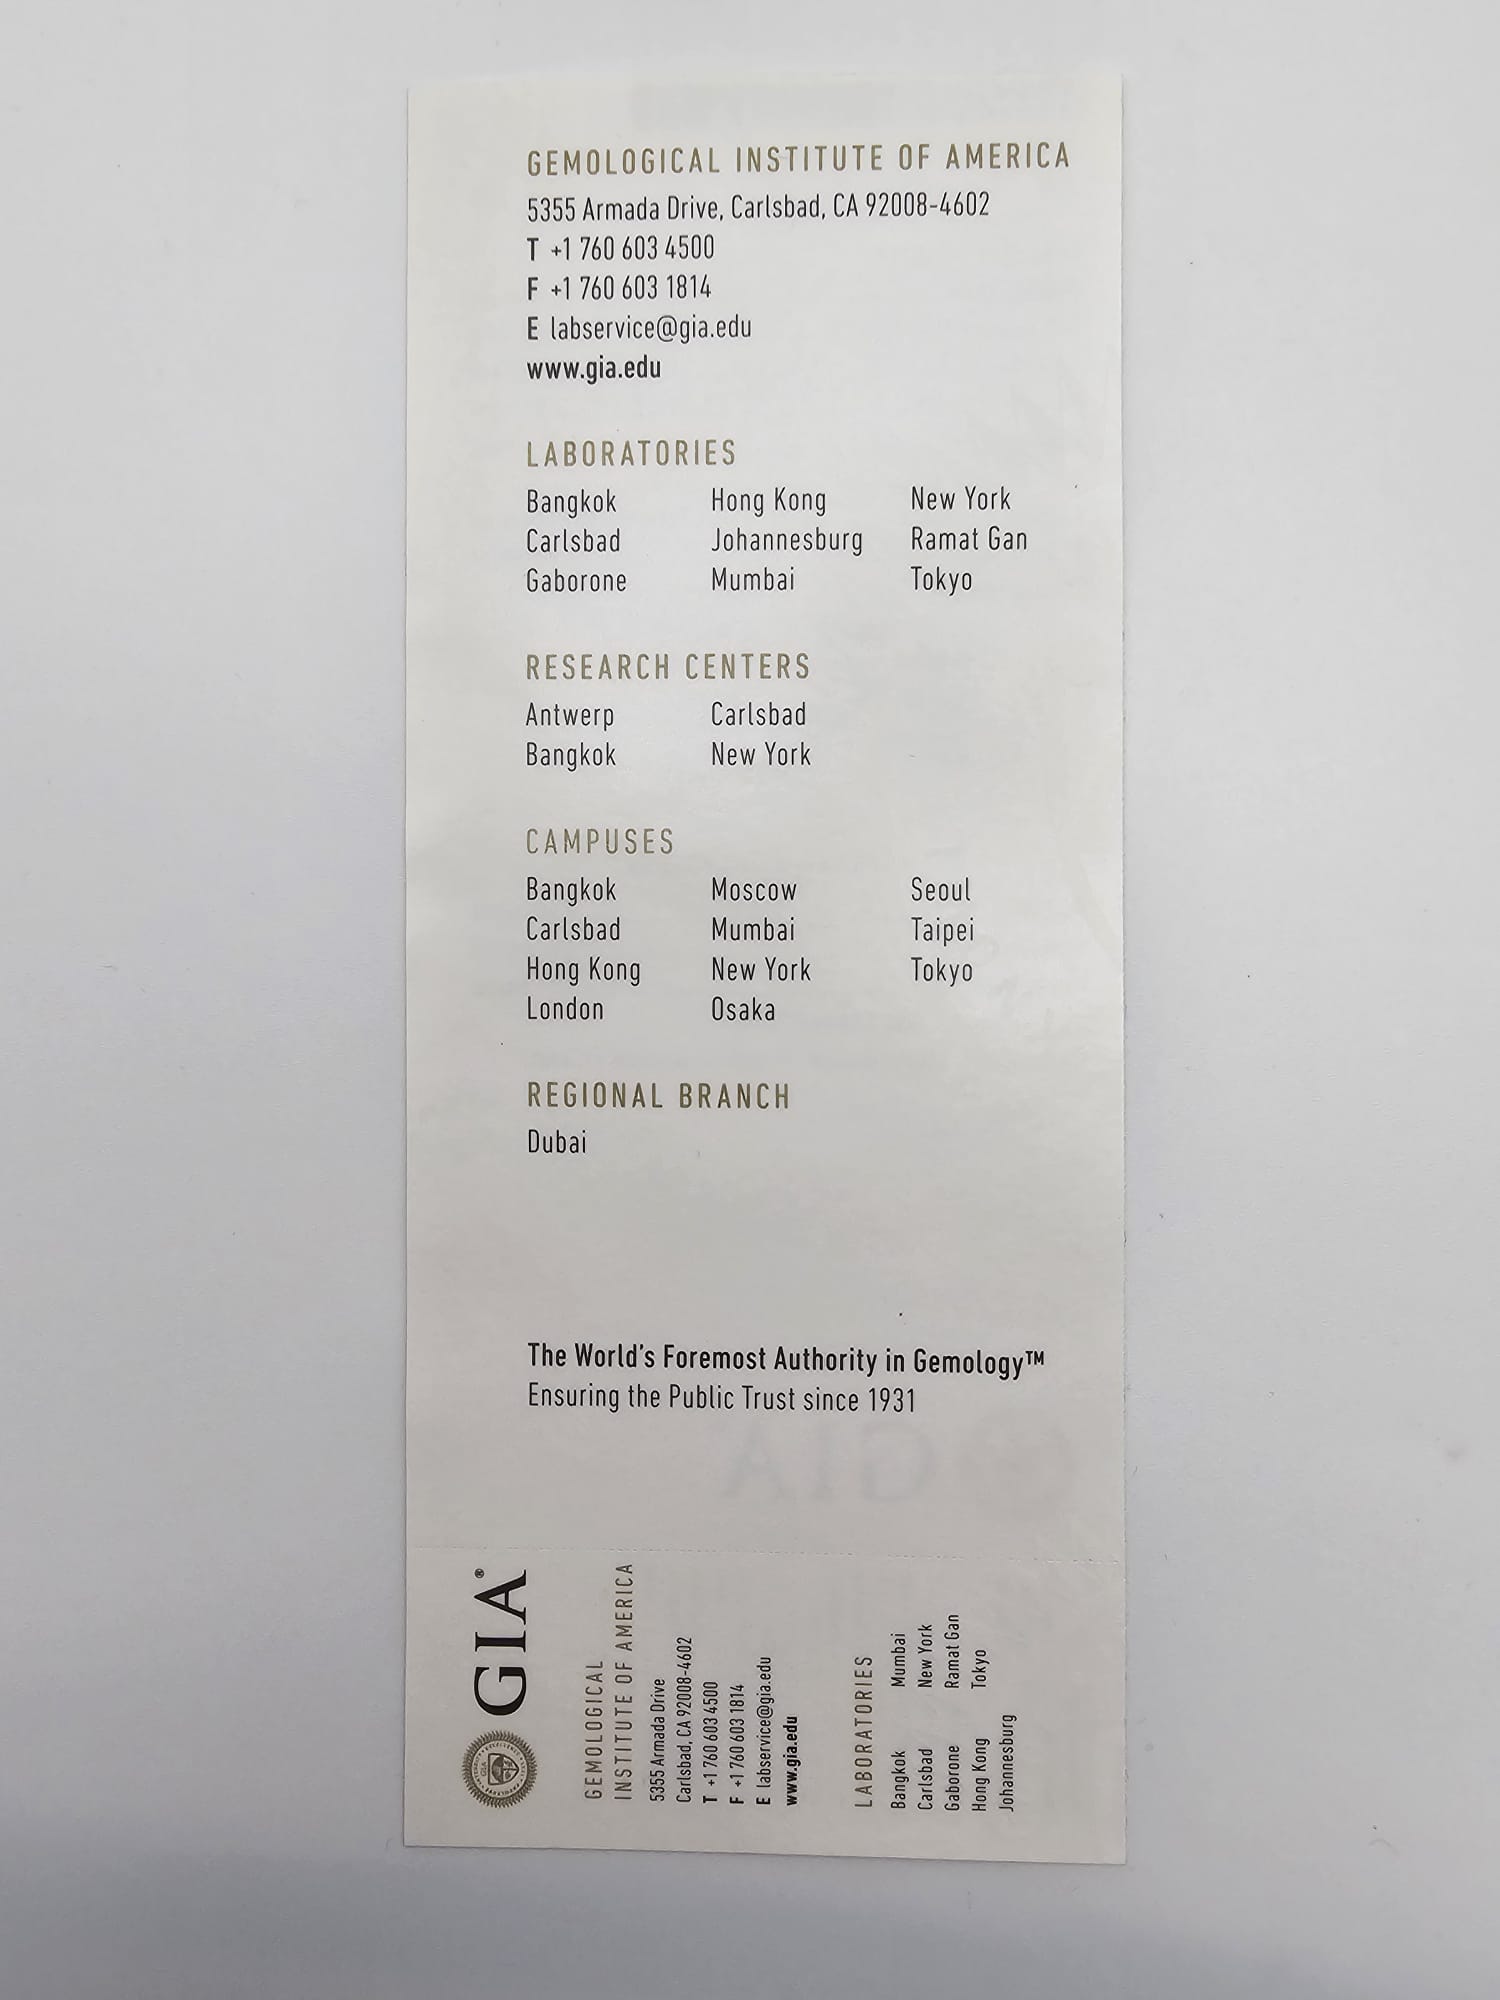 GEMOLOGICAL INSTITUTE OF AMERICA
5355 Armada Drive, Carlsbad, CA 92008-4602
T +1 760 603 4500
F +1 760 603 1814
E labservice@gia.edu
www.gia.edu
LABORATORIES
Bangkok Hong Kong New York
Carlsbad Johannesburg Ramat Gan
Gaborone Mumbai Tokyo
RESEARCH CENTERS
Antwerp Carlsbad
Bangkok New York
CAMPUSES
Bangkok Moscow Seoul
Carlsbad Mumbai Taipei
Hong Kong New York Tokyo
London Osaka
REGIONAL BRANCH
Dubai
The World's Foremost Authority in Gemology™
Ensuring the Public Trust since 1931
GIA
GIA®
GEMOLOGICAL
INSTITUTE OF AMERICA
5355 Armada Drive
Carlsbad, CA 92008-4602
T +1 760 603 4500
F +1 760 603 1814
E labservice@gia.edu
www.gia.edu
LABORATORIES
Bangkok Mumbai
Carlsbad New York
Gaborone Ramat Gan
Hong Kong Tokyo
Johannesburg